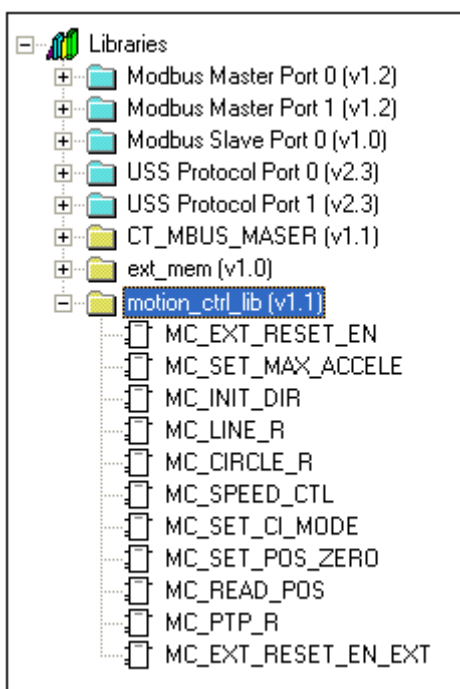 Libraries
Modbus Master Port 0 (v1.2)
Modbus Master Port 1 (v1.2)
Modbus Slave Port 0 (v1.0)
USS Protocol Port 0 (v2.3)
USS Protocol Port 1 (v2.3)
CT_MBUS_MASER (v1.1)
ext_mem (v1.0)
motion_ctrl_lib (v1.1)
MC_EXT_RESET_EN
MC_SET_MAX_ACCELE
MC_INIT_DIR
MC_LINE_R
MC_CIRCLE_R
MC_SPEED_CTL
MC_SET_CI_MODE
MC_SET_POS_ZERO
MC_READ_POS
MC_PTP_R
MC_EXT_RESET_EN_EXT